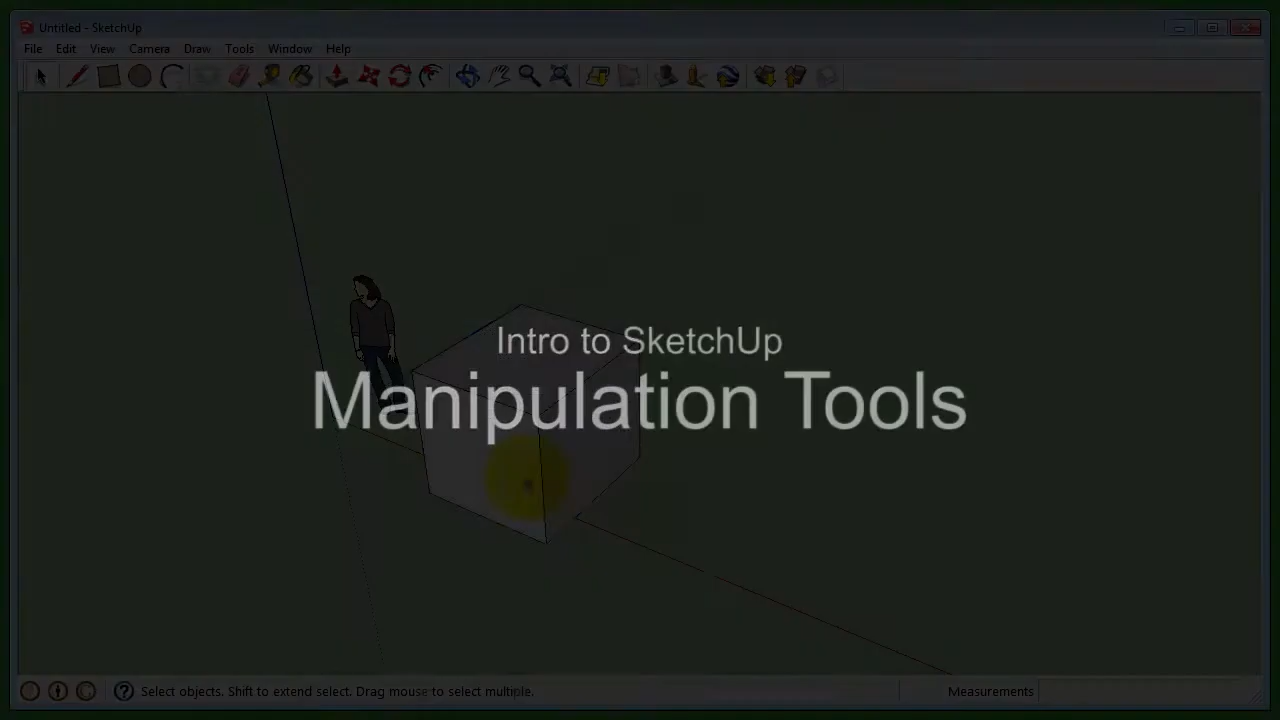 Untitled - SketchUp
File Edit View Camera Draw Tools Window Help
Intro to SketchUp
Manipulation Tools
Select objects. Shift to extend select. Drag mouse to select multiple.
Measurements